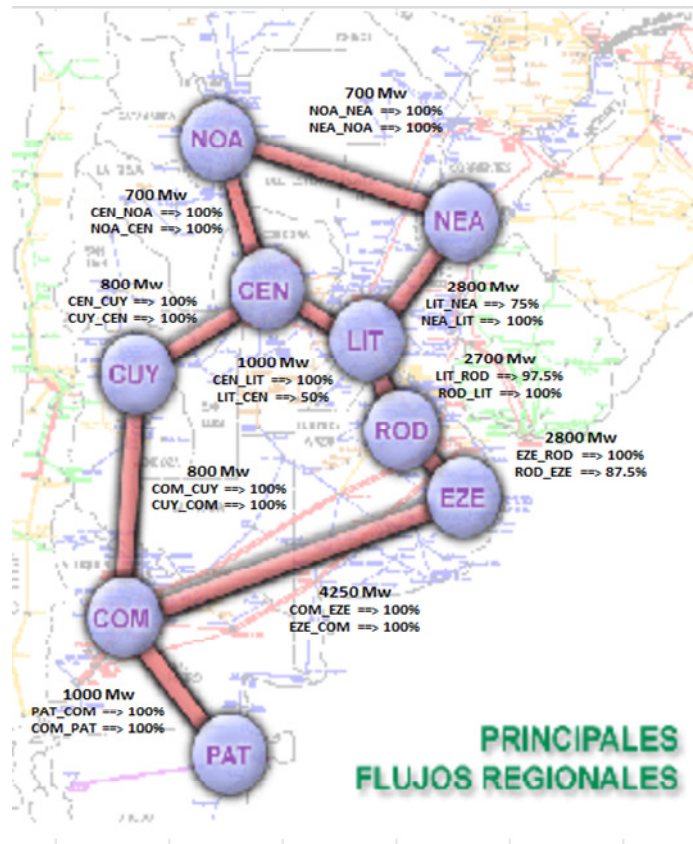 700 Mw
NOA_NEA ==> 100%
NEA_NOA ==> 100%
NOA
700 Mw
CEN_NOA ==> 100%
NOA_CEN ==> 100%
NEA
800 Mw
CEN_CUY ==> 100%
CUY_CEN ==> 100%
CEN
2800 Mw
LIT_NEA ==> 75%
NEA_LIT ==> 100%
LIT
CUY
1000 Mw
CEN_LIT ==> 100%
LIT_CEN ==> 50%
2700 Mw
LIT_ROD ==> 97.5%
ROD_LIT ==> 100%
ROD
2800 Mw
EZE_ROD ==> 100%
ROD_EZE ==> 87.5%
800 Mw
COM_CUY ==> 100%
CUY_COM ==> 100%
EZE
4250 Mw
COM_EZE ==> 100%
EZE_COM ==> 100%
COM
1000 Mw
PAT_COM ==> 100%
COM_PAT ==> 100%
PAT
PRINCIPALES
FLUJOS REGIONALES